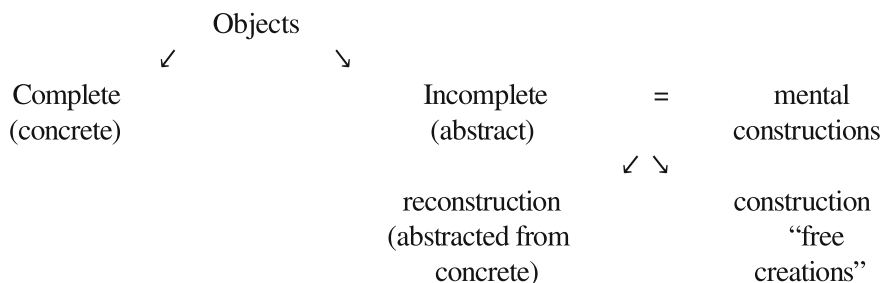 Objects
↙ ↘
Complete Incomplete = mental
(concrete) (abstract) constructions
↙ ↘
reconstruction construction
(abstracted from “free
concrete) creations”